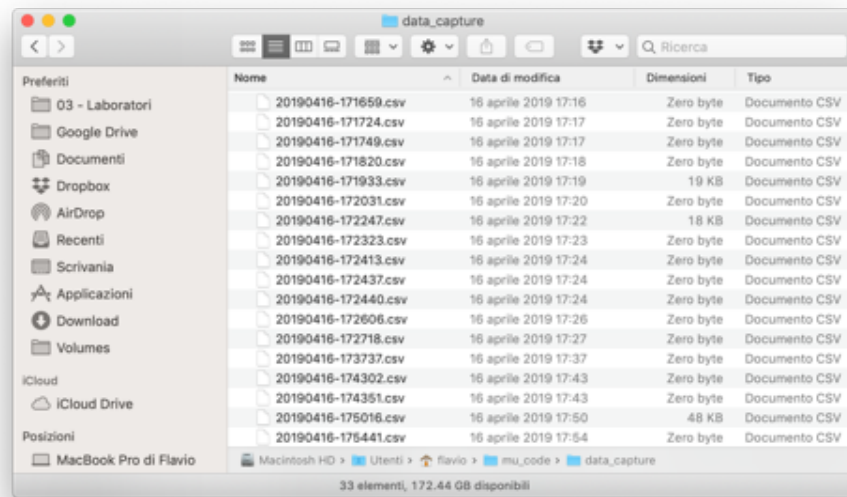 data_capture
Ricerca
Preferiti
03 - Laboratori
Google Drive
Documenti
Dropbox
AirDrop
Recenti
Scrivania
Applicazioni
Download
Volumes
iCloud
iCloud Drive
Posizioni
MacBook Pro di Flavio
Nome Data di modifica Dimensioni Tipo
20190416-171659.csv 16 aprile 2019 17:16 Zero byte Documento CSV
20190416-171724.csv 16 aprile 2019 17:17 Zero byte Documento CSV
20190416-171749.csv 16 aprile 2019 17:17 Zero byte Documento CSV
20190416-171820.csv 16 aprile 2019 17:18 Zero byte Documento CSV
20190416-171933.csv 16 aprile 2019 17:19 19 KB Documento CSV
20190416-172031.csv 16 aprile 2019 17:20 Zero byte Documento CSV
20190416-172247.csv 16 aprile 2019 17:22 18 KB Documento CSV
20190416-172323.csv 16 aprile 2019 17:23 Zero byte Documento CSV
20190416-172413.csv 16 aprile 2019 17:24 Zero byte Documento CSV
20190416-172437.csv 16 aprile 2019 17:24 Zero byte Documento CSV
20190416-172440.csv 16 aprile 2019 17:24 Zero byte Documento CSV
20190416-172606.csv 16 aprile 2019 17:26 Zero byte Documento CSV
20190416-172718.csv 16 aprile 2019 17:27 Zero byte Documento CSV
20190416-173737.csv 16 aprile 2019 17:37 Zero byte Documento CSV
20190416-174302.csv 16 aprile 2019 17:43 Zero byte Documento CSV
20190416-174351.csv 16 aprile 2019 17:43 Zero byte Documento CSV
20190416-175016.csv 16 aprile 2019 17:50 48 KB Documento CSV
20190416-175441.csv 16 aprile 2019 17:54 Zero byte Documento CSV
Macintosh HD › Utenti › flavio › mu_code › data_capture
33 elementi, 172.44 GB disponibili